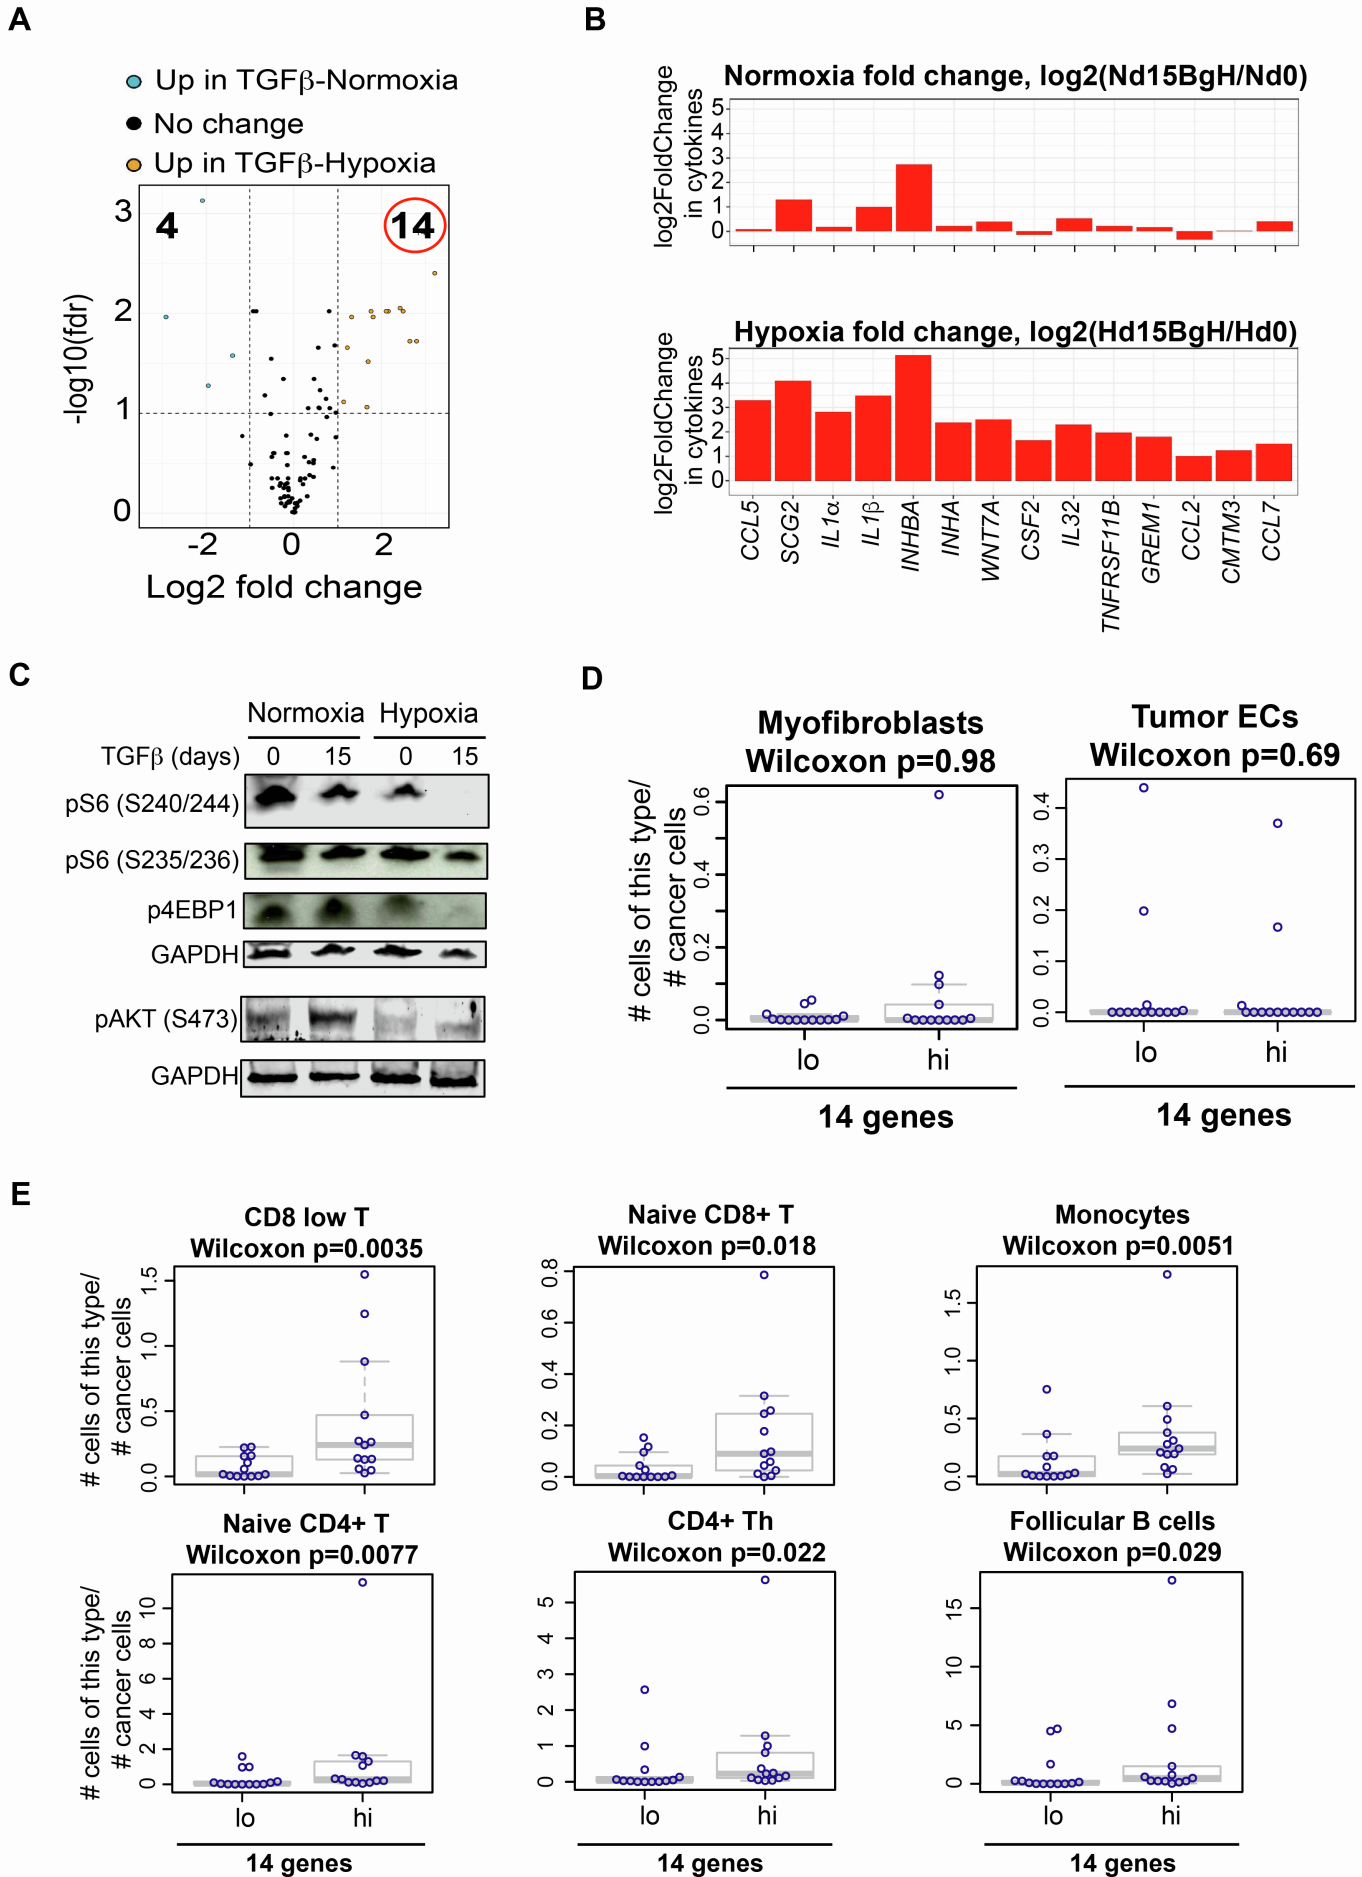 A
Up in TGFβ-Normoxia
No change
Up in TGFβ-Hypoxia
4
14
3
2
1
0
-log10(fdr)
-2
0
2
Log2 fold change
B
Normoxia fold change, log2(Nd15BgH/Nd0)
log2FoldChange
in cytokines
5
4
3
2
1
0
Hypoxia fold change, log2(Hd15BgH/Hd0)
log2FoldChange
in cytokines
5
4
3
2
1
0
CCL5
SCG2
IL1α
IL1β
INHBA
INHA
WNT7A
CSF2
IL32
TNFRSF11B
GREM1
CCL2
CMTM3
CCL7
C
Normoxia Hypoxia
TGFβ (days) 0 15 0 15
pS6 (S240/244)
pS6 (S235/236)
p4EBP1
GAPDH
pAKT (S473)
GAPDH
D
Myofibroblasts
Wilcoxon p=0.98
# cells of this type/
# cancer cells
0.6
0.4
0.2
0.0
lo
hi
14 genes
Tumor ECs
Wilcoxon p=0.69
0.4
0.3
0.2
0.1
0.0
lo
hi
14 genes
E
CD8 low T
Wilcoxon p=0.0035
# cells of this type/
# cancer cells
1.5
1.0
0.5
0.0
Naive CD8+ T
Wilcoxon p=0.018
0.8
0.6
0.4
0.2
0.0
Monocytes
Wilcoxon p=0.0051
1.5
1.0
0.5
0.0
Naive CD4+ T
Wilcoxon p=0.0077
# cells of this type/
# cancer cells
10
8
6
4
2
0
lo
hi
14 genes
CD4+ Th
Wilcoxon p=0.022
5
4
3
2
1
0
lo
hi
14 genes
Follicular B cells
Wilcoxon p=0.029
15
10
5
0
lo
hi
14 genes